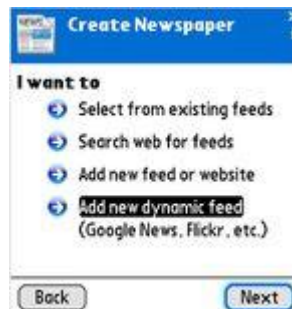 Create Newspaper
I want to
Select from existing feeds
Search web for feeds
Add new feed or website
Add new dynamic feed
(Google News, Flickr, etc.)
Back
Next